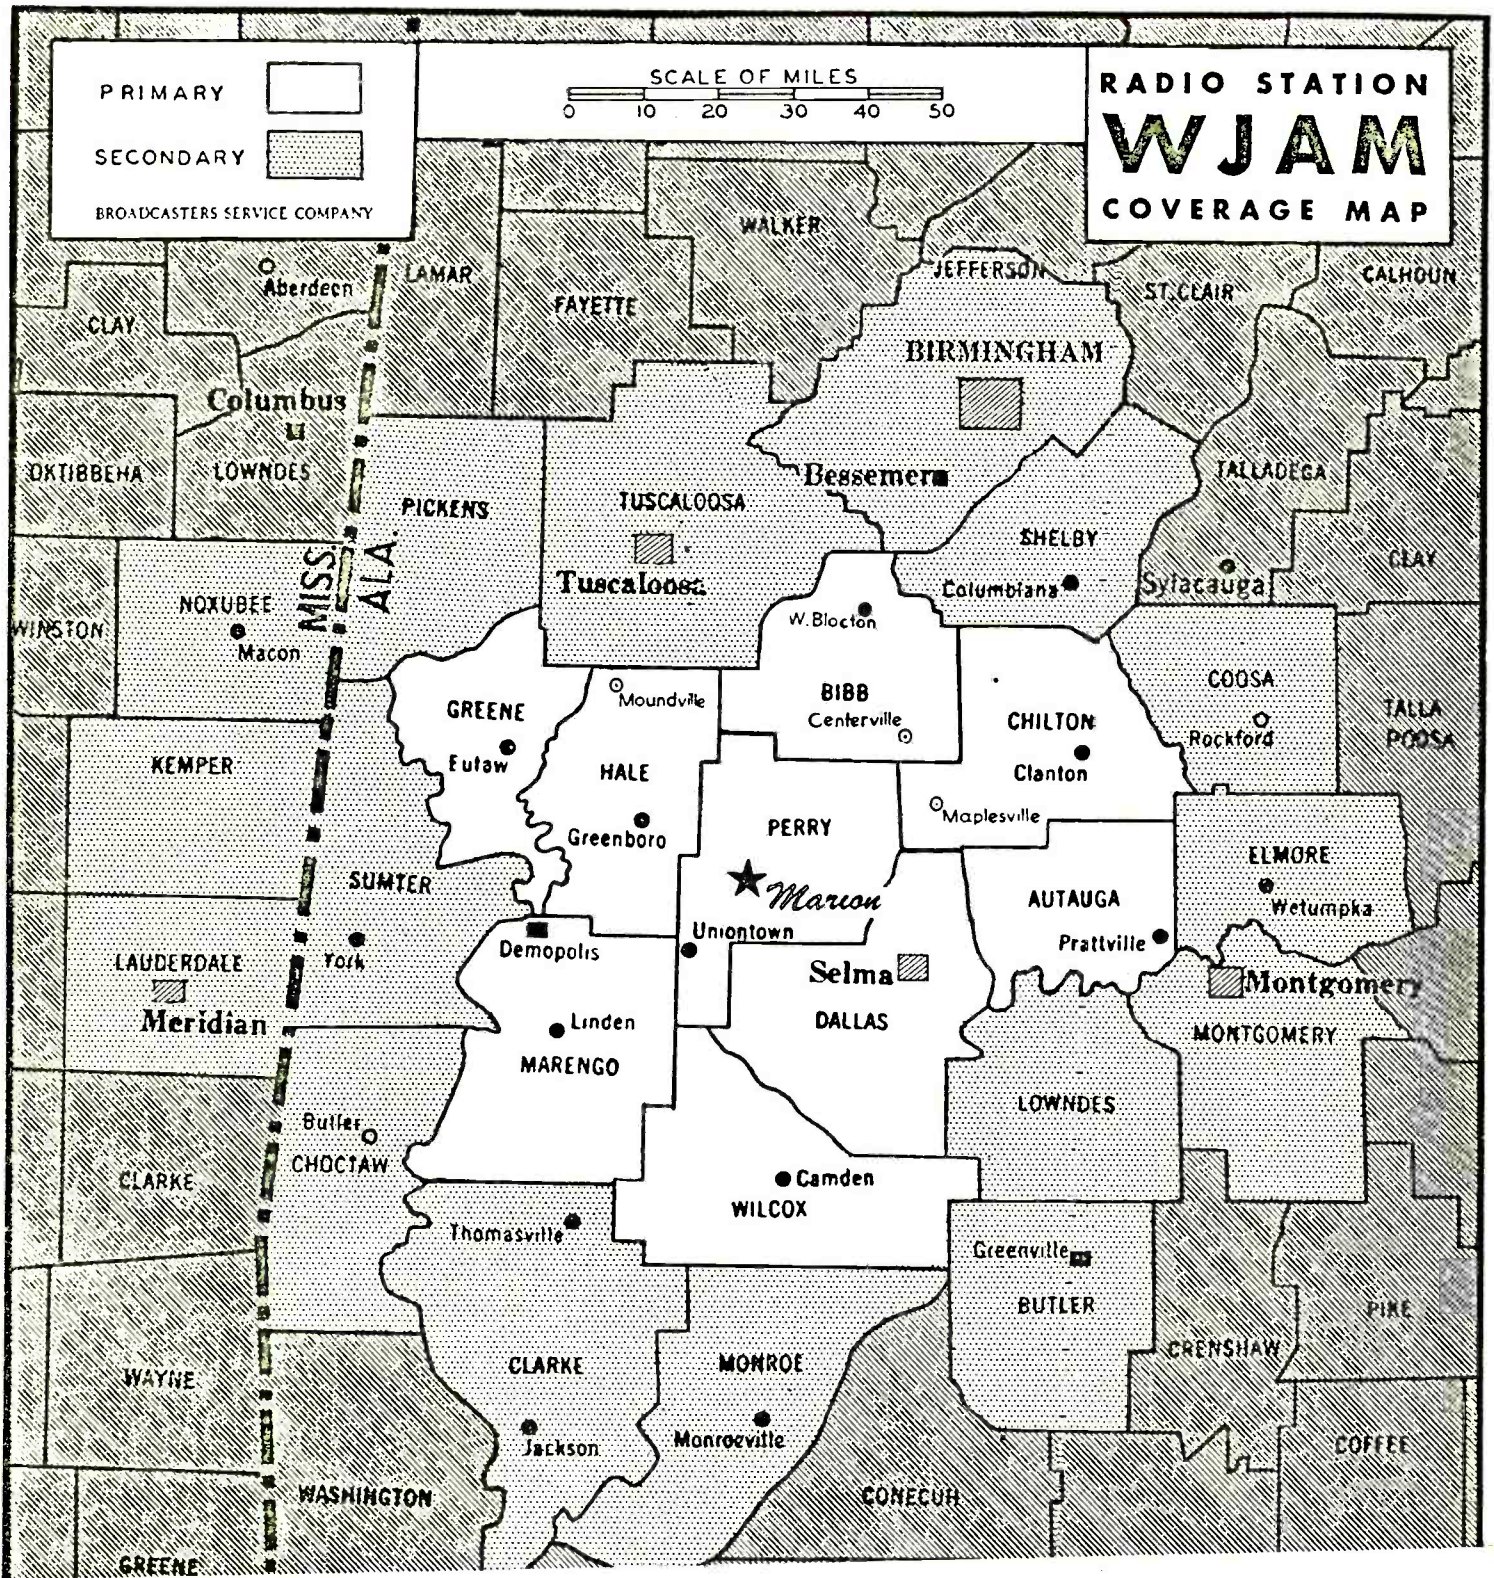 PRIMARY
SECONDARY
BROADCASTERS SERVICE COMPANY
SCALE OF MILES
0 10 20 30 40 50
RADIO STATION
WJAM
COVERAGE MAP
WALKER
JEFFERSON
ST.CLAIR
CALHOUN
LAMAR
FAYETTE
Aberdeen
CLAY
BIRMINGHAM
Columbus
OKTIBBEHA
LOWNDES
PICKENS
TUSCALOOSA
Bessemer
TALLADEGA
SHELBY
CLAY
MISS.
ALA.
Tuscaloosa
Columbiana
Sylacauga
NOXUBEE
Macon
WINSTON
W.Blocton
GREENE
Eutaw
Moundville
BIBB
Centerville
CHILTON
Clanton
COOSA
Rockford
TALLA
POOSA
KEMPER
HALE
Greenboro
PERRY
Maplesville
ELMORE
Wetumpka
SUMTER
York
Marion
AUTAUGA
Prattville
Demopolis
Uniontown
Selma
DALLAS
Montgomery
MONTGOMERY
LAUDERDALE
Meridian
Linden
MARENGO
LOWNDES
Butler
CHOCTAW
CLARKE
Camden
WILCOX
Thomasville
Greenville
BUTLER
PIKE
CRENSHAW
WAYNE
CLARKE
MONROE
Jackson
Monroeville
COFFEE
WASHINGTON
CONECUH
GREENE